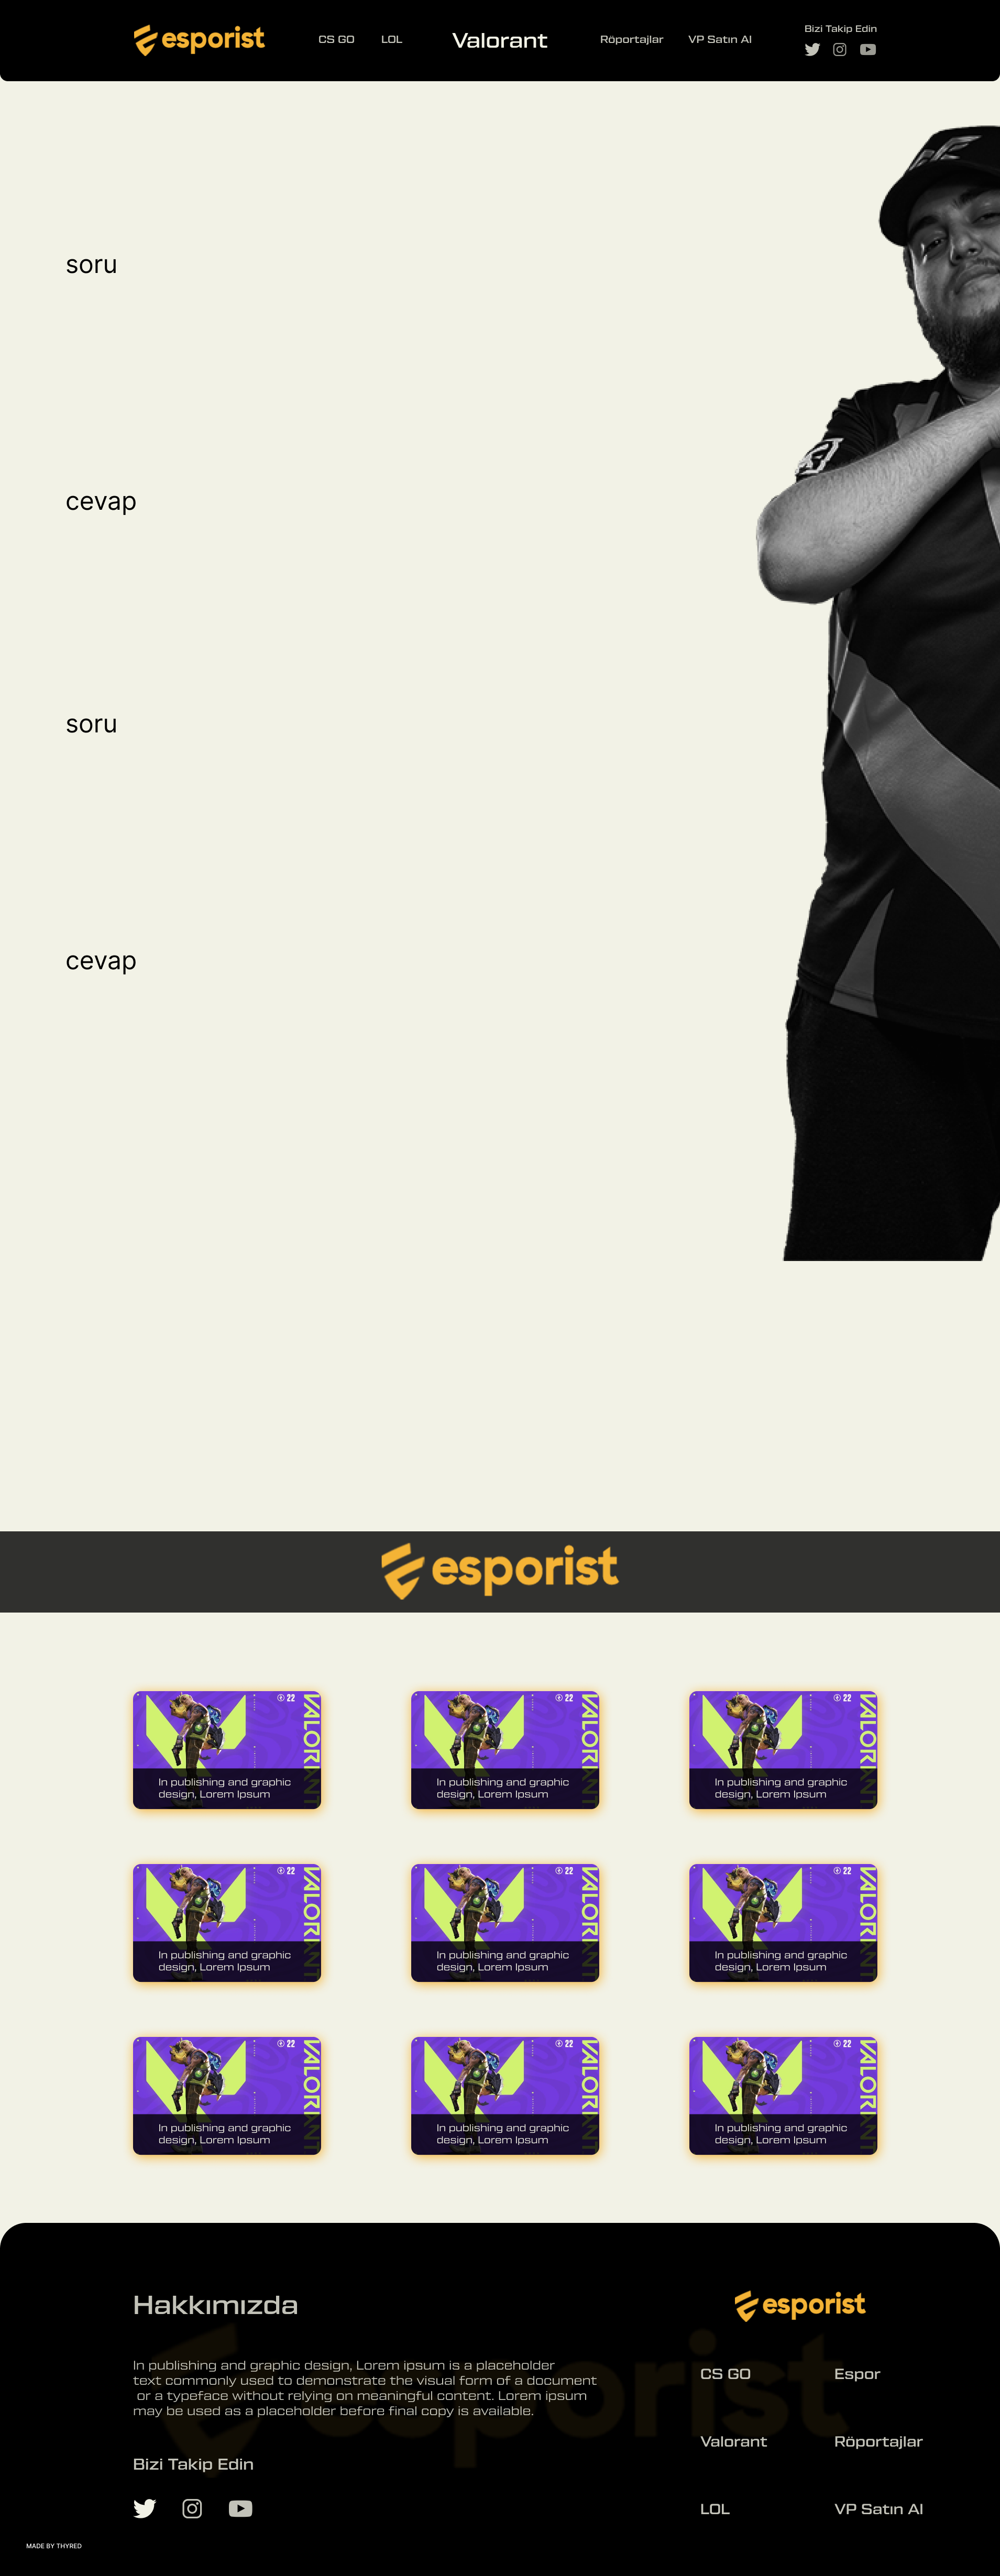 esporist
CS GO
LOL
Valorant
Röportajlar
VP Satın Al
Bizi Takip Edin
soru
cevap
soru
cevap
esporist
22
VALORANT
In publishing and graphic
design, Lorem Ipsum
22
VALORANT
In publishing and graphic
design, Lorem Ipsum
22
VALORANT
In publishing and graphic
design, Lorem Ipsum
22
VALORANT
In publishing and graphic
design, Lorem Ipsum
22
VALORANT
In publishing and graphic
design, Lorem Ipsum
22
VALORANT
In publishing and graphic
design, Lorem Ipsum
22
VALORANT
In publishing and graphic
design, Lorem Ipsum
22
VALORANT
In publishing and graphic
design, Lorem Ipsum
22
VALORANT
In publishing and graphic
design, Lorem Ipsum
Hakkımızda
In publishing and graphic design, Lorem ipsum is a placeholder
text commonly used to demonstrate the visual form of a document
or a typeface without relying on meaningful content. Lorem ipsum
may be used as a placeholder before final copy is available.
Bizi Takip Edin
esporist
esporist
CS GO
Espor
Valorant
Röportajlar
LOL
VP Satın Al
MADE BY THYRED